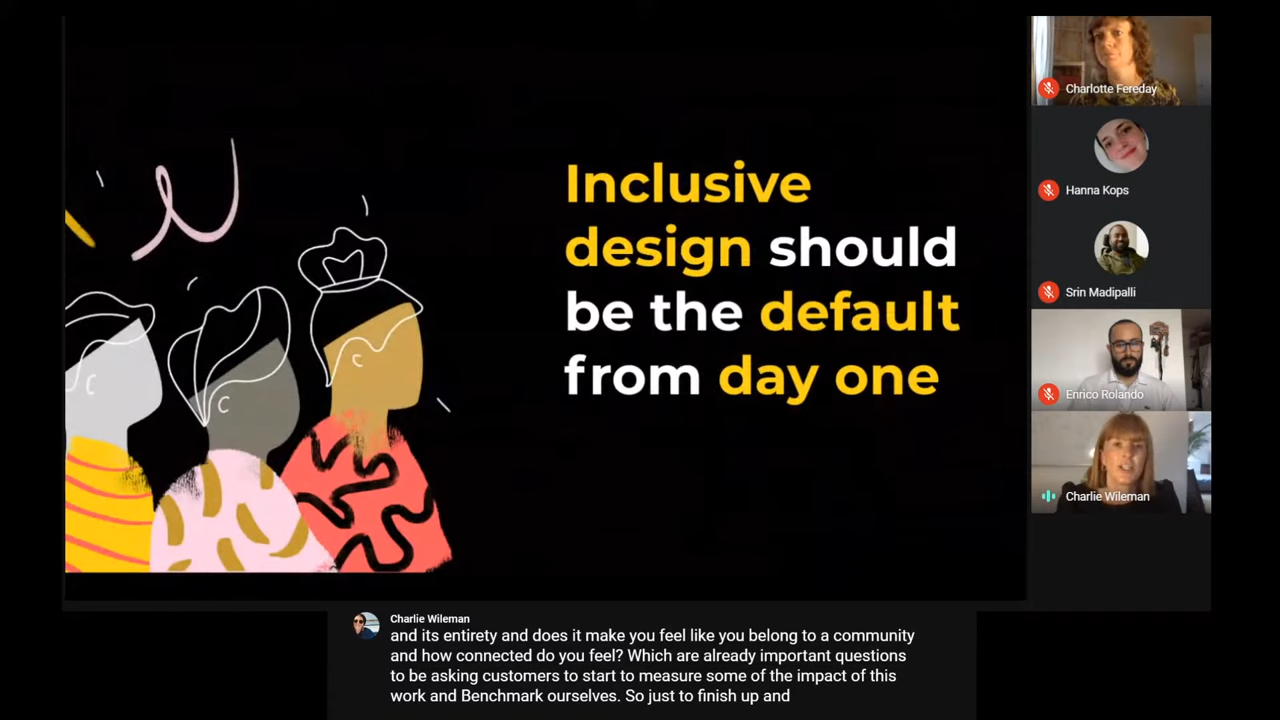 Inclusive
design should
be the default
from day one
Charlotte Fereday
Hanna Kops
Srin Madipalli
Enrico Rolando
Charlie Wileman
Charlie Wileman
and its entirety and does it make you feel like you belong to a community
and how connected do you feel? Which are already important questions
to be asking customers to start to measure some of the impact of this
work and Benchmark ourselves. So just to finish up and